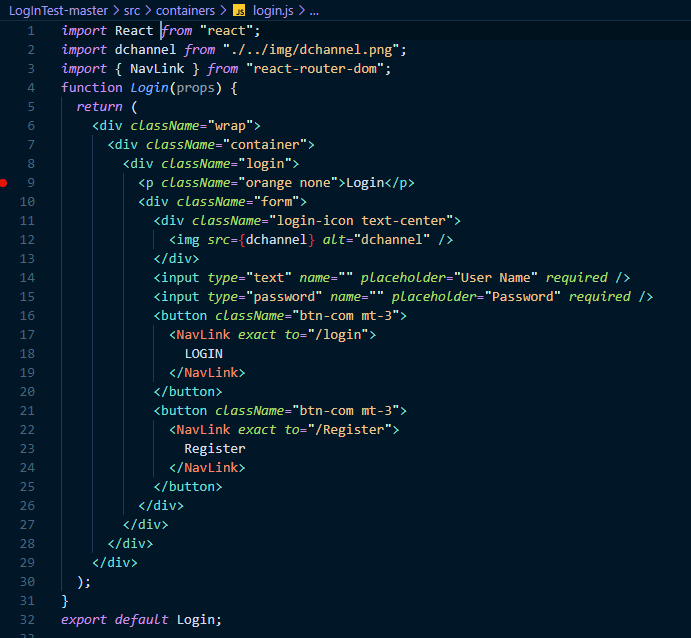 LogInTest-master > src > containers > JS login.js > ...
1 import React from "react";
2 import dchannel from "./../img/dchannel.png";
3 import { NavLink } from "react-router-dom";
4 function Login(props) {
5 return (
6 <div className="wrap">
7 <div className="container">
8 <div className="login">
9 <p className="orange none">Login</p>
10 <div className="form">
11 <div className="login-icon text-center">
12 <img src={dchannel} alt="dchannel" />
13 </div>
14 <input type="text" name="" placeholder="User Name" required />
15 <input type="password" name="" placeholder="Password" required />
16 <button className="btn-com mt-3">
17 <NavLink exact to="/login">
18 LOGIN
19 </NavLink>
20 </button>
21 <button className="btn-com mt-3">
22 <NavLink exact to="/Register">
23 Register
24 </NavLink>
25 </button>
26 </div>
27 </div>
28 </div>
29 </div>
30 );
31 }
32 export default Login;
33